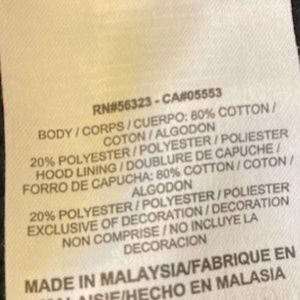 RN#56323 - CA#05553
BODY / CORPS / CUERPO: 80% COTTON /
COTON / ALGODON
20% POLYESTER / POLYESTER / POLIESTER
HOOD LINING / DOUBLURE DE CAPUCHE /
FORRO DE CAPUCHA: 80% COTTON / COTON /
ALGODON
20% POLYESTER / POLYESTER / POLIESTER
EXCLUSIVE OF DECORATION / DECORATION
NON COMPRISE / NO INCLUYE LA
DECORACION
MADE IN MALAYSIA/FABRIQUE EN
MALAISIE/HECHO EN MALASIA